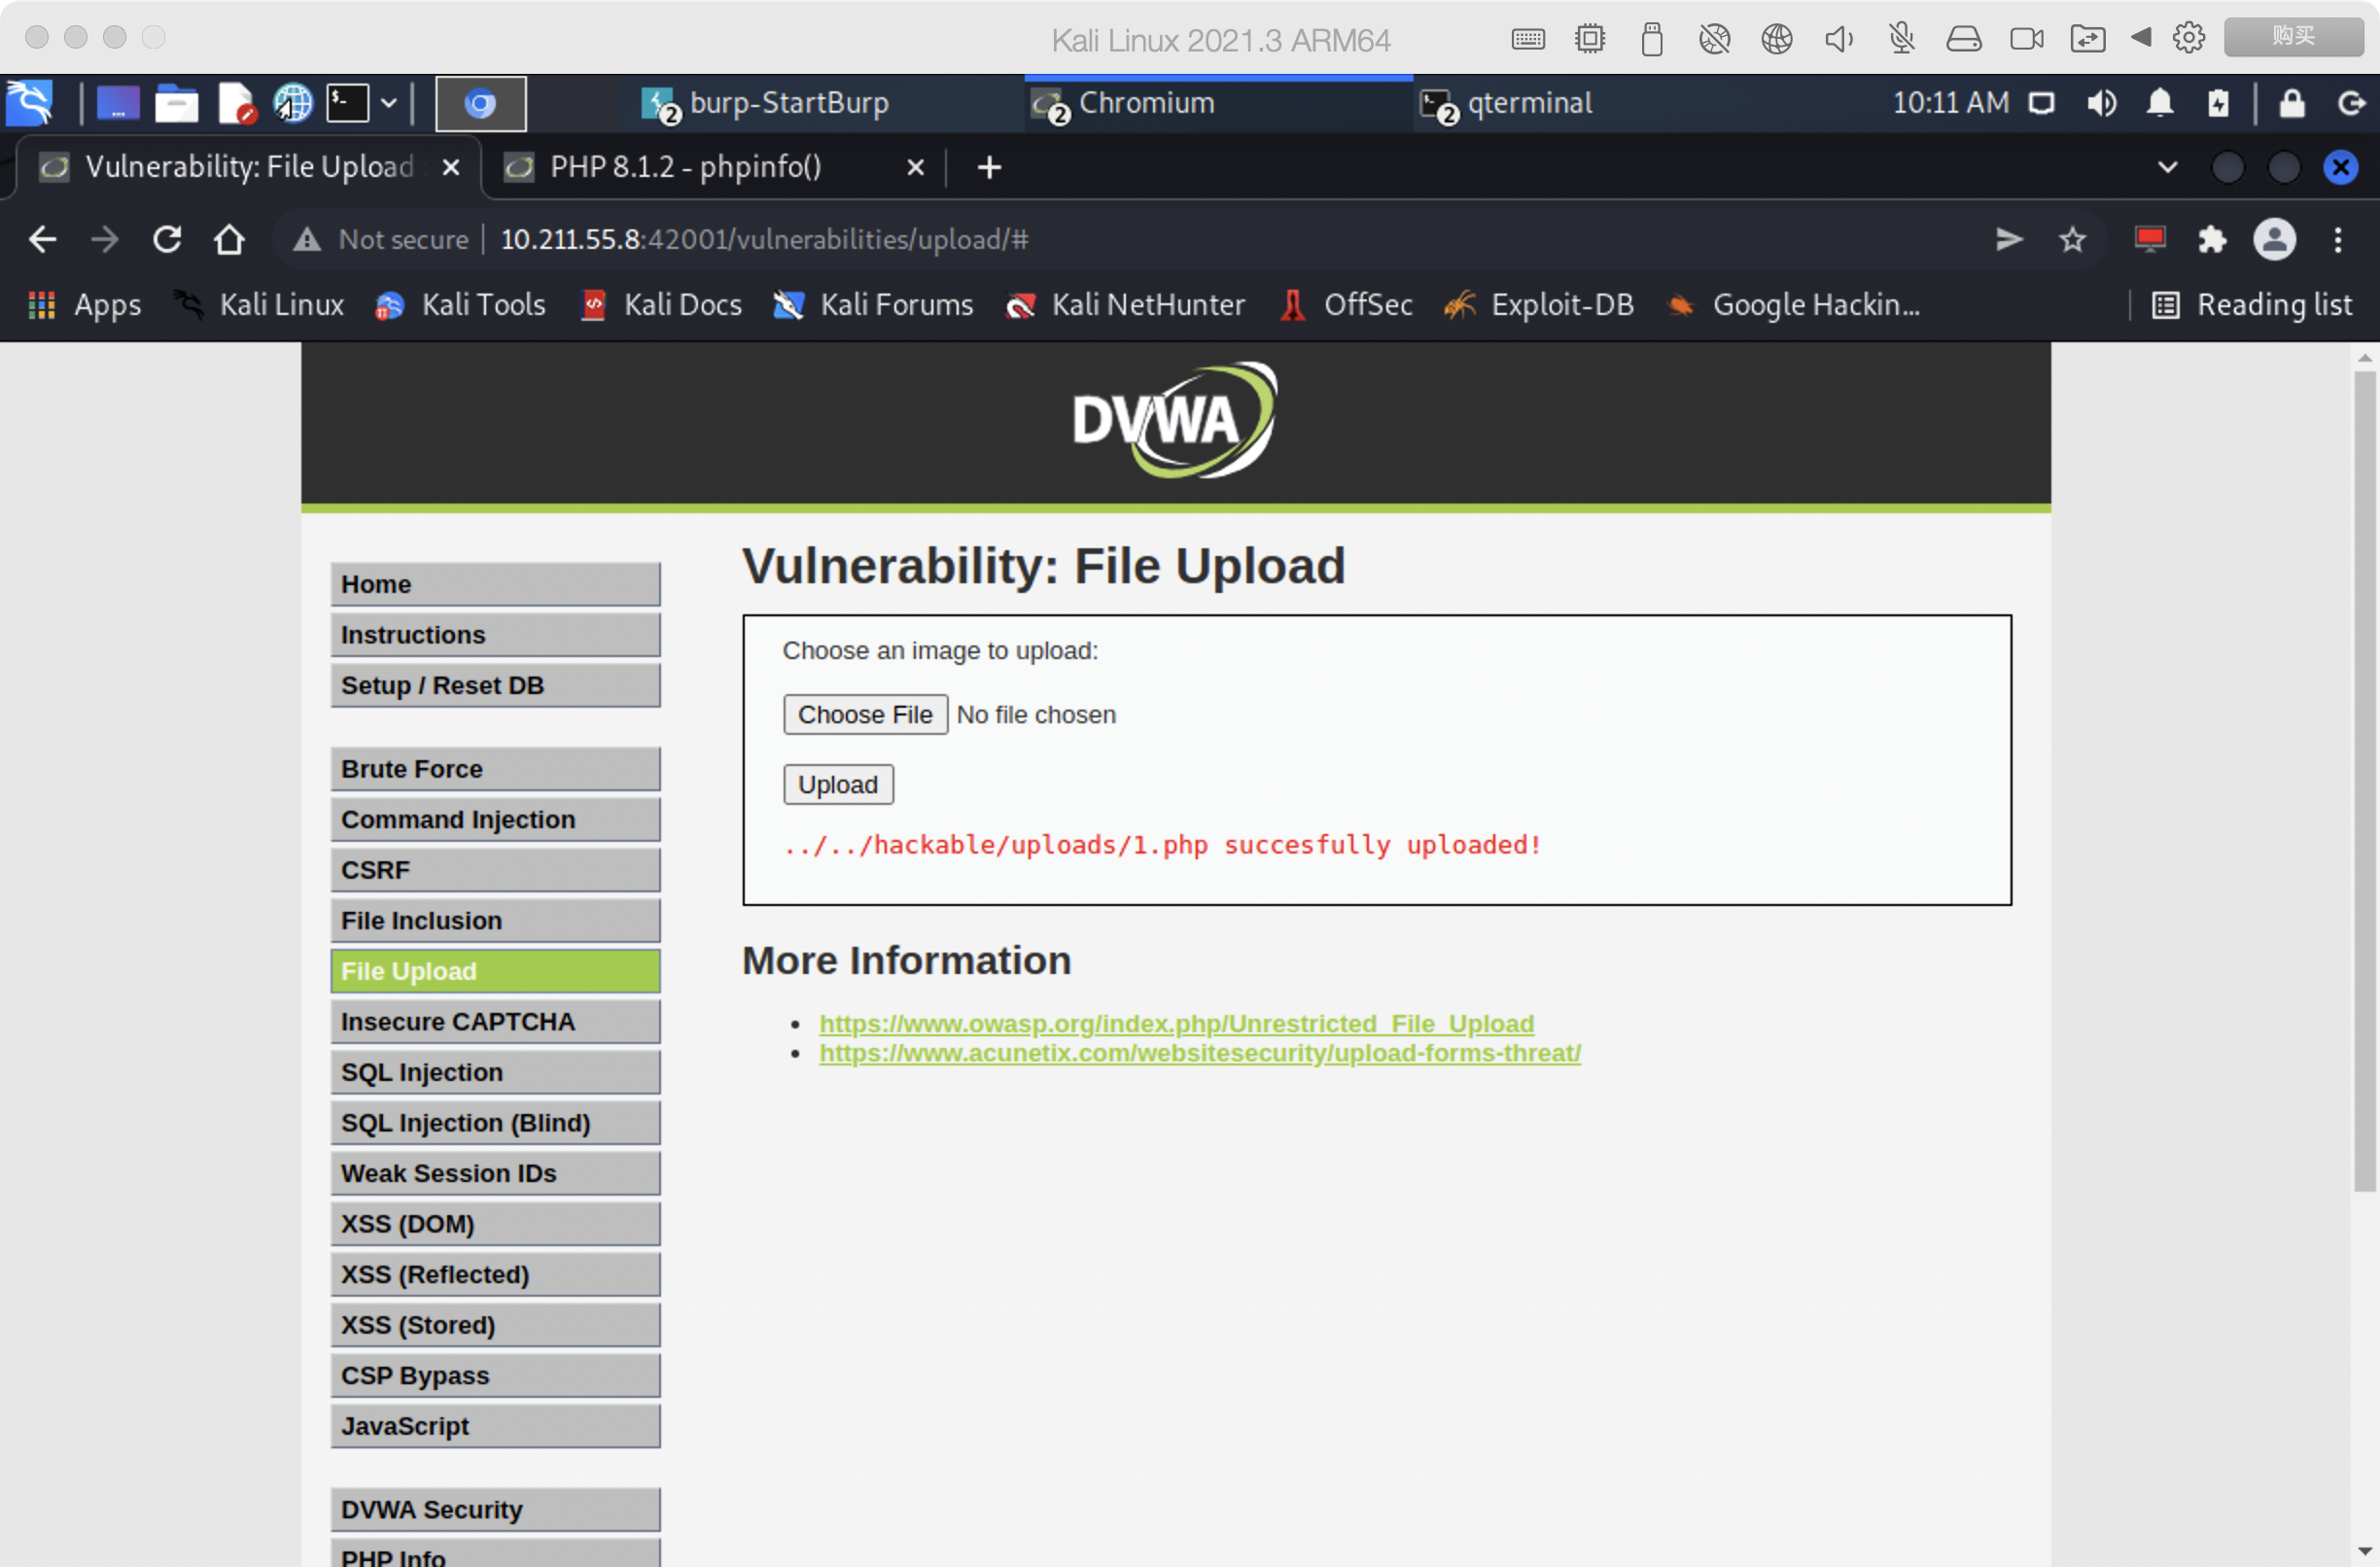 Kali Linux 2021.3 ARM64
购买
burp-StartBurp
Chromium
qterminal
10:11 AM
Vulnerability: File Upload
PHP 8.1.2 - phpinfo()
Not secure
10.211.55.8:42001/vulnerabilities/upload/#
Apps
Kali Linux
Kali Tools
Kali Docs
Kali Forums
Kali NetHunter
OffSec
Exploit-DB
Google Hackin...
Reading list
DVWA
Home
Instructions
Setup / Reset DB
Brute Force
Command Injection
CSRF
File Inclusion
File Upload
Insecure CAPTCHA
SQL Injection
SQL Injection (Blind)
Weak Session IDs
XSS (DOM)
XSS (Reflected)
XSS (Stored)
CSP Bypass
JavaScript
DVWA Security
PHP Info
Vulnerability: File Upload
Choose an image to upload:
Choose File No file chosen
Upload
../../hackable/uploads/1.php succesfully uploaded!
More Information
https://www.owasp.org/index.php/Unrestricted_File_Upload
https://www.acunetix.com/websitesecurity/upload-forms-threat/